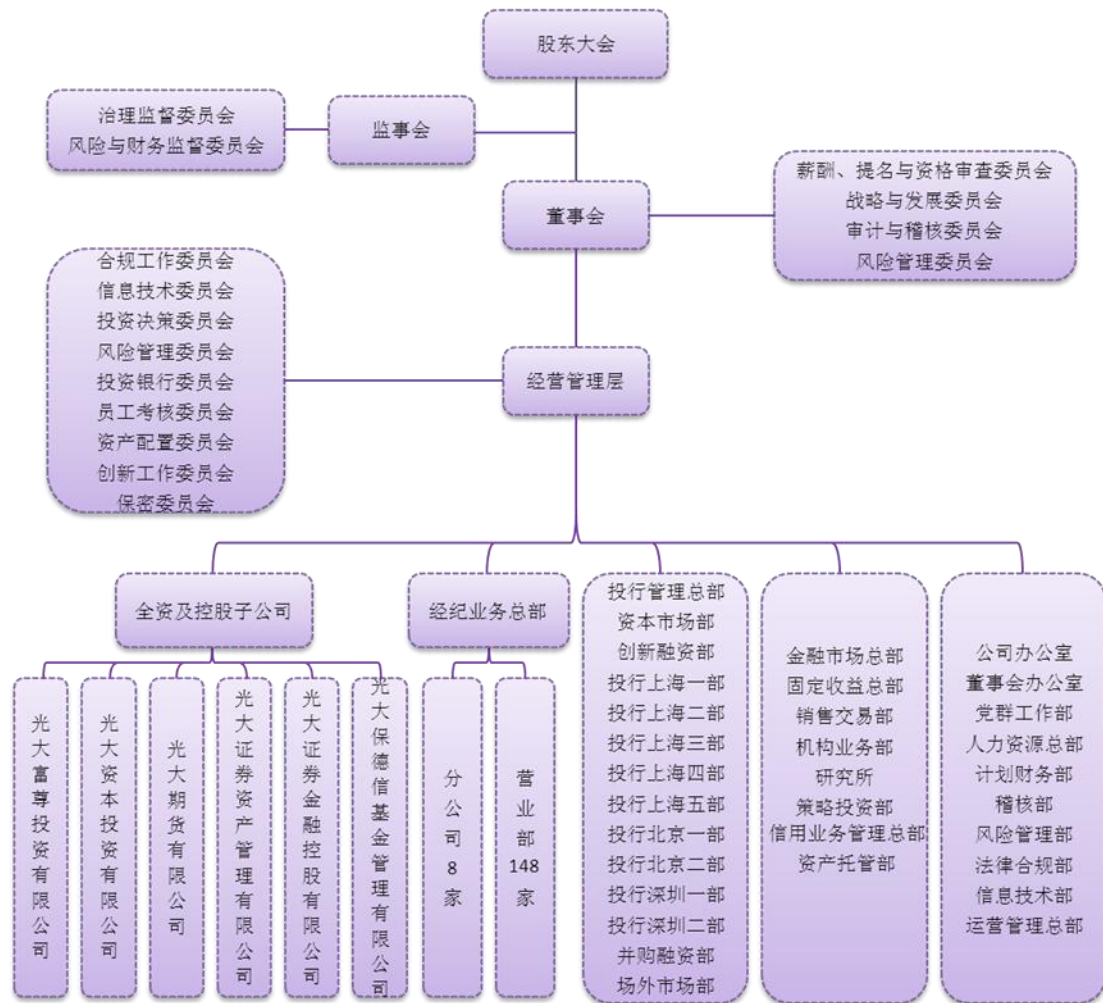 股东大会
治理监督委员会
风险与财务监督委员会
监事会
董事会
薪酬、提名与资格审查委员会
战略与发展委员会
审计与稽核委员会
风险管理委员会
合规工作委员会
信息技术委员会
投资决策委员会
风险管理委员会
投资银行委员会
员工考核委员会
资产配置委员会
创新工作委员会
保密委员会
经营管理层
全资及控股子公司
光大富尊投资有限公司
光大资本投资有限公司
光大期货有限公司
光大证券资产管理有限公司
光大证券金融控股有限公司
光大保德信基金管理有限公司
经纪业务总部
分公司8家
营业部148家
投行管理总部
资本市场部
创新融资部
投行上海一部
投行上海二部
投行上海三部
投行上海四部
投行上海五部
投行北京一部
投行北京二部
投行深圳一部
投行深圳二部
并购融资部
场外市场部
金融市场总部
固定收益总部
销售交易部
机构业务部
研究所
策略投资部
信用业务管理总部
资产托管部
公司办公室
董事会办公室
党群工作部
人力资源总部
计划财务部
稽核部
风险管理部
法律合规部
信息技术部
运营管理总部